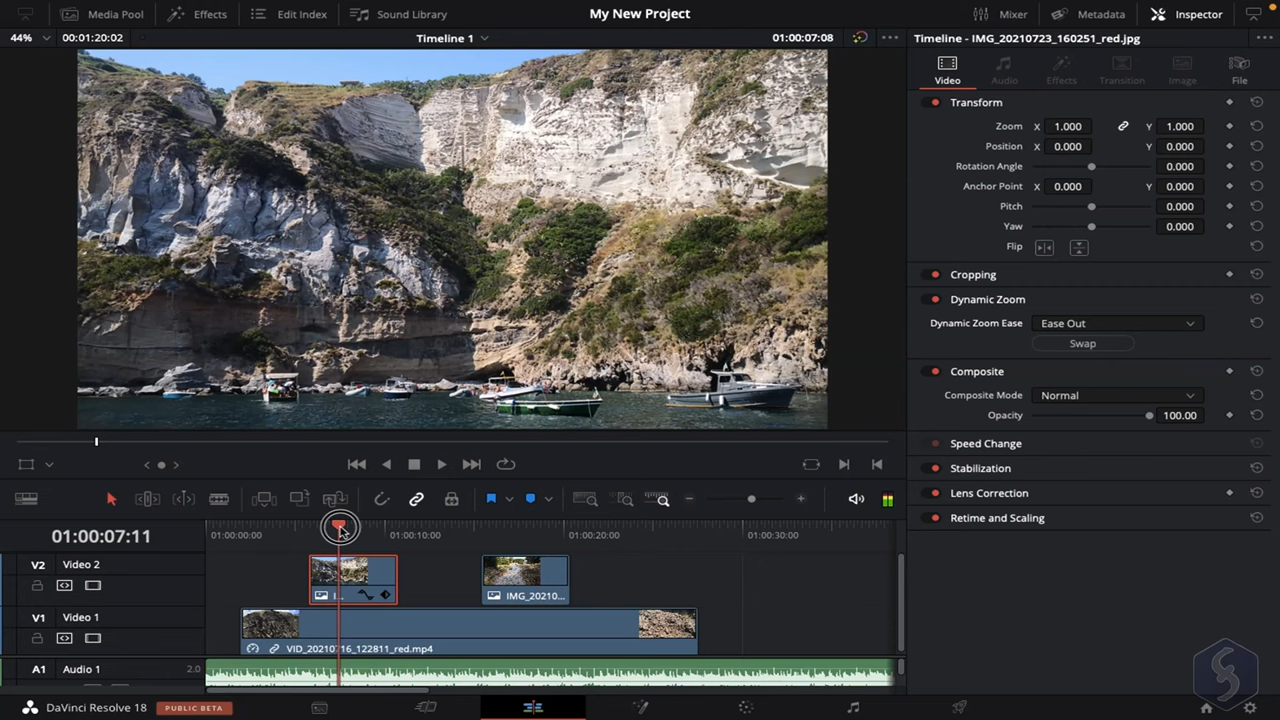 Media Pool Effects Edit Index Sound Library My New Project Mixer Metadata Inspector
44% 00:01:20:02 Timeline 1 01:00:07:08 Timeline - IMG_20210723_160251_red.jpg
Video Audio Effects Transition Image File
Transform
Zoom X 1.000 Y 1.000
Position X 0.000 Y 0.000
Rotation Angle 0.000
Anchor Point X 0.000 Y 0.000
Pitch 0.000
Yaw 0.000
Flip
Cropping
Dynamic Zoom
Dynamic Zoom Ease Ease Out
Swap
Composite
Composite Mode Normal
Opacity 100.00
Speed Change
Stabilization
Lens Correction
Retime and Scaling
01:00:07:11 01:00:00:00 01:00:10:00 01:00:20:00 01:00:30:00
V2 Video 2
I... IMG_20210...
V1 Video 1
VID_20210716_122811_red.mp4
A1 Audio 1 2.0
DaVinci Resolve 18 PUBLIC BETA